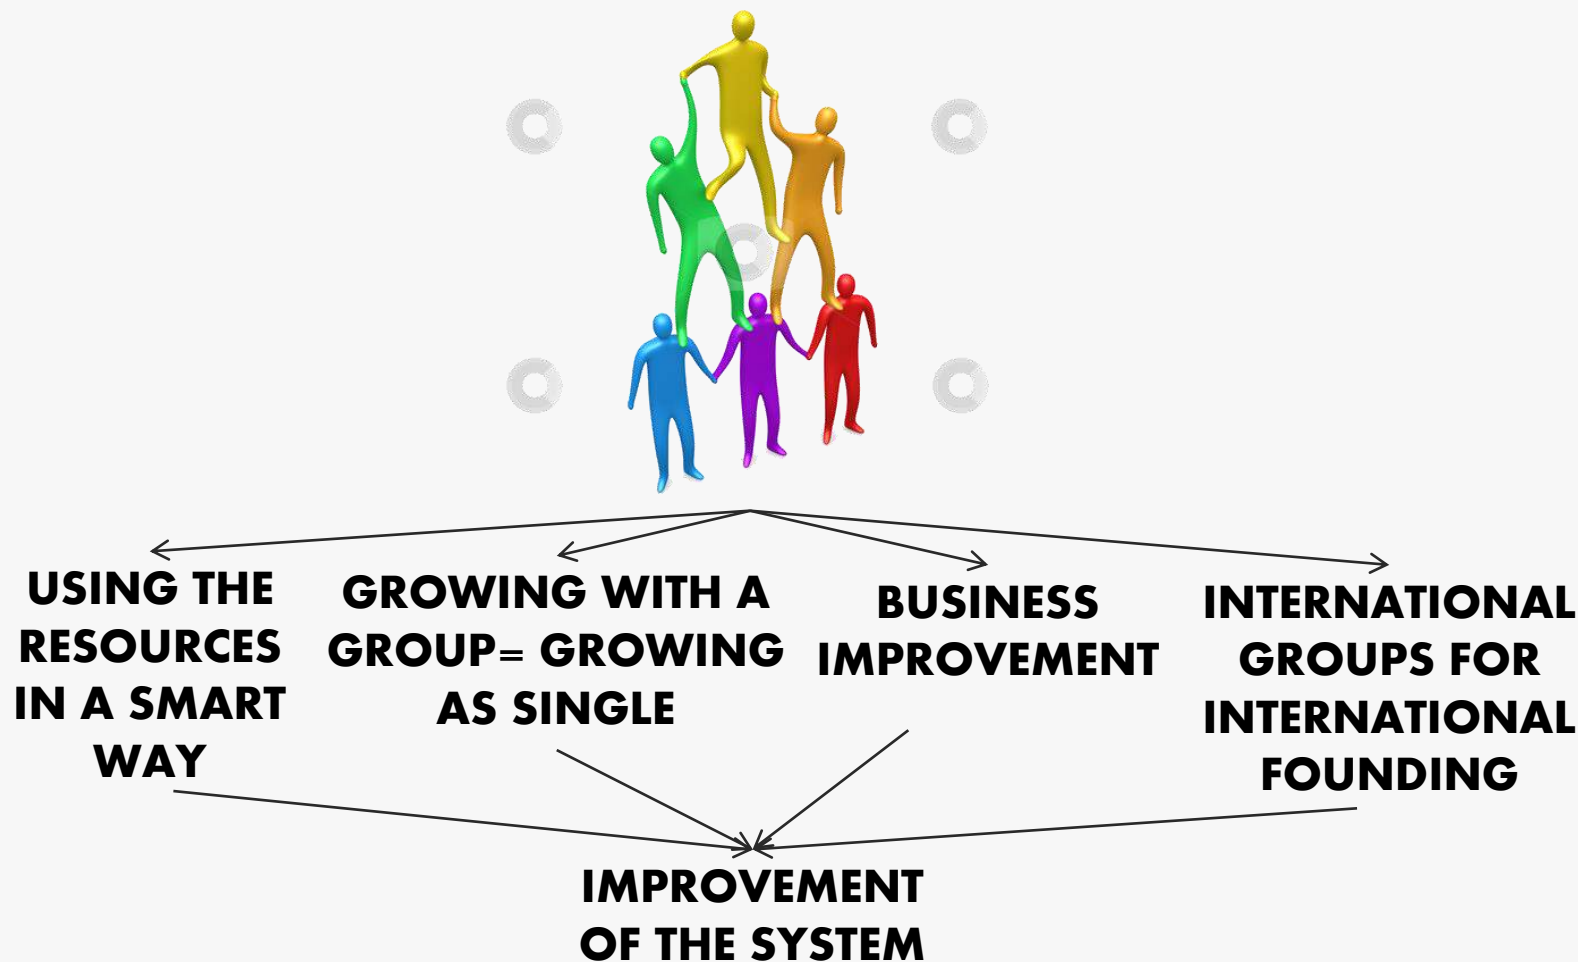 USING THE
RESOURCES
IN A SMART
WAY
GROWING WITH A
GROUP= GROWING
AS SINGLE
BUSINESS
IMPROVEMENT
INTERNATIONAL
GROUPS FOR
INTERNATIONAL
FOUNDING
IMPROVEMENT
OF THE SYSTEM